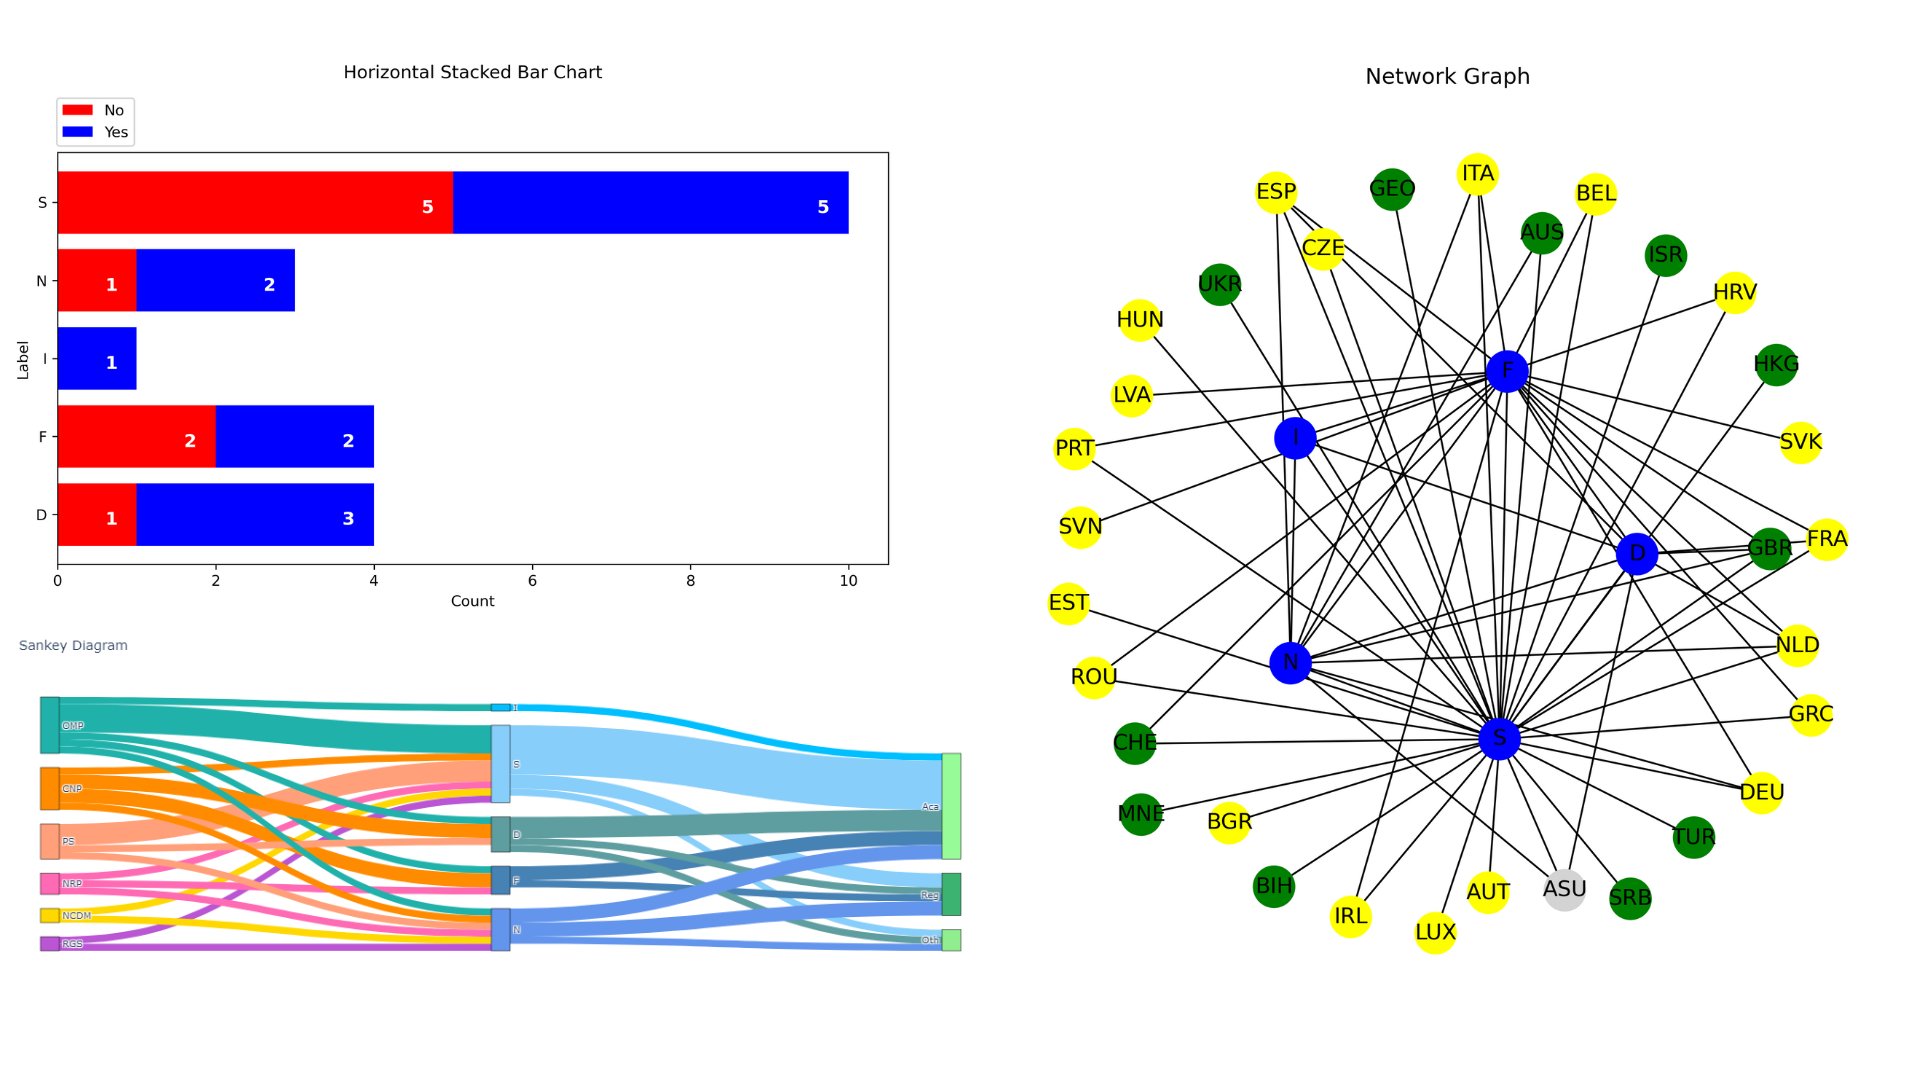 Horizontal Stacked Bar Chart
No
Yes
S
5
5
N
1
2
I
1
F
2
2
D
1
3
Label
0 2 4 6 8 10
Count
Sankey Diagram
OMP
CNP
PS
NRP
NCDM
RGS
I
S
D
F
N
Aca
Reg
Oth
Network Graph
ITA
GEO
ESP
BEL
AUS
CZE
ISR
UKR
HRV
HUN
HKG
F
LVA
I
SVK
PRT
SVN
FRA
GBR
D
EST
NLD
N
ROU
GRC
S
CHE
DEU
MNE
BGR
TUR
BIH
ASU
AUT
SRB
IRL
LUX